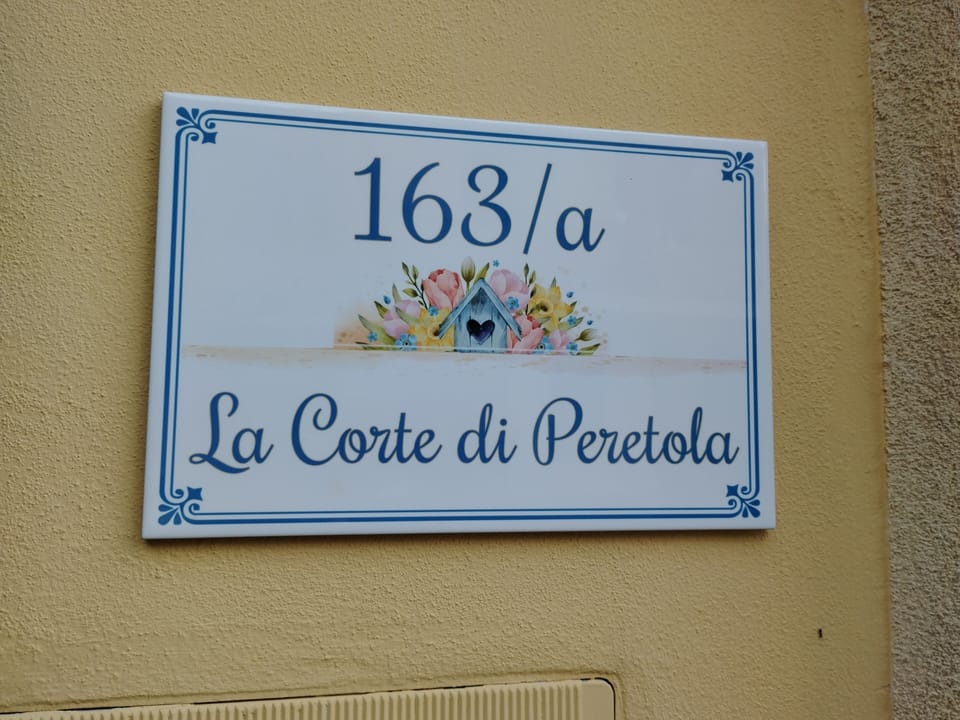 163/a
La Corte di Peretola